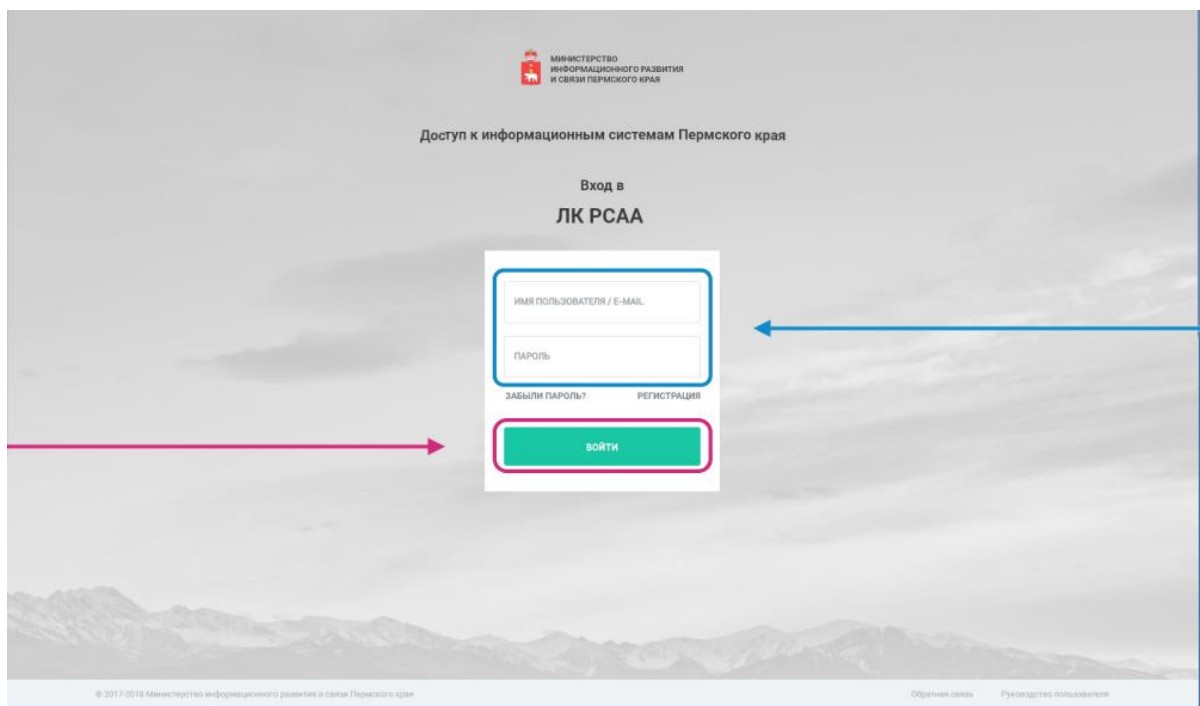 МИНИСТЕРСТВО
ИНФОРМАЦИОННОГО РАЗВИТИЯ
И СВЯЗИ ПЕРМСКОГО КРАЯ
Доступ к информационным системам Пермского края
Вход в
ЛК РСАА
ИМЯ ПОЛЬЗОВАТЕЛЯ / E-MAIL
ПАРОЛЬ
ЗАБЫЛИ ПАРОЛЬ? РЕГИСТРАЦИЯ
ВОЙТИ
© 2017-2018 Министерство информационного развития и связи Пермского края Обратная связь Руководство пользователя